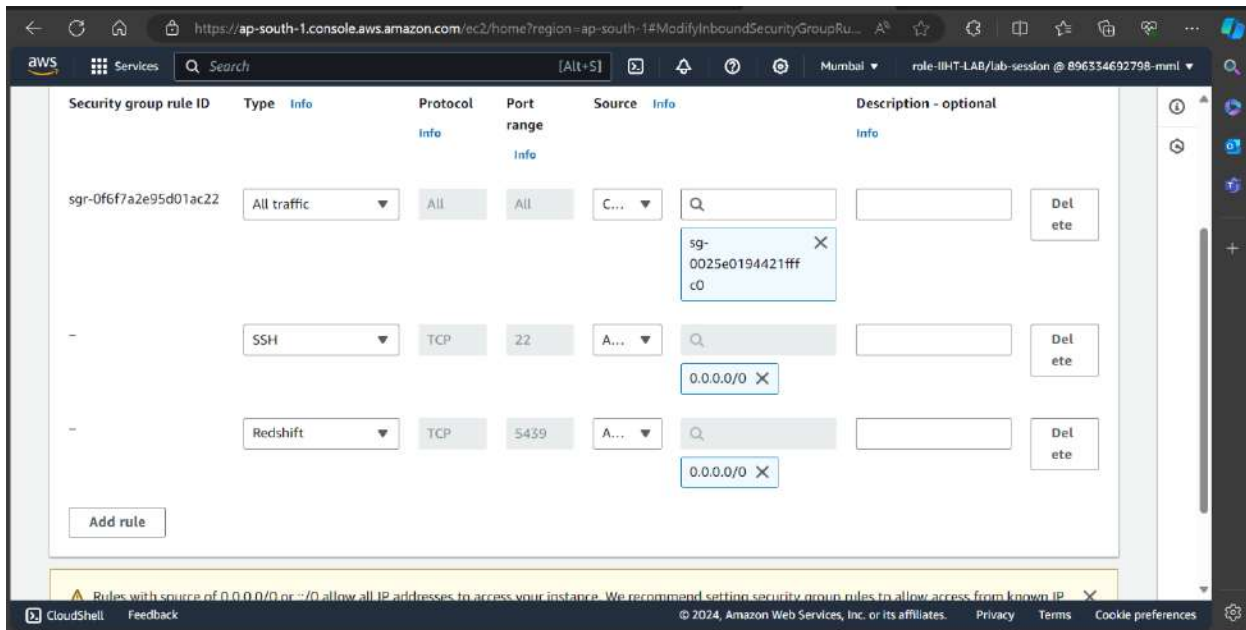 https://ap-south-1.console.aws.amazon.com/ec2/home?region=ap-south-1#ModifyInboundSecurityGroupRu...
aws Services Search [Alt+S] Mumbai role-IIHT-LAB/lab-session @ 896334692798-mml
Security group rule ID Type Info Protocol Port Source Info Description - optional
Info range Info
Info
sgr-0f6f7a2e95d01ac22 All traffic All All C... Del
ete
sg-
0025e0194421fff
c0
– SSH TCP 22 A... Del
ete
0.0.0.0/0
– Redshift TCP 5439 A... Del
ete
0.0.0.0/0
Add rule
Rules with source of 0.0.0.0/0 or ::/0 allow all IP addresses to access your instance. We recommend setting security group rules to allow access from known IP
CloudShell Feedback © 2024, Amazon Web Services, Inc. or its affiliates. Privacy Terms Cookie preferences